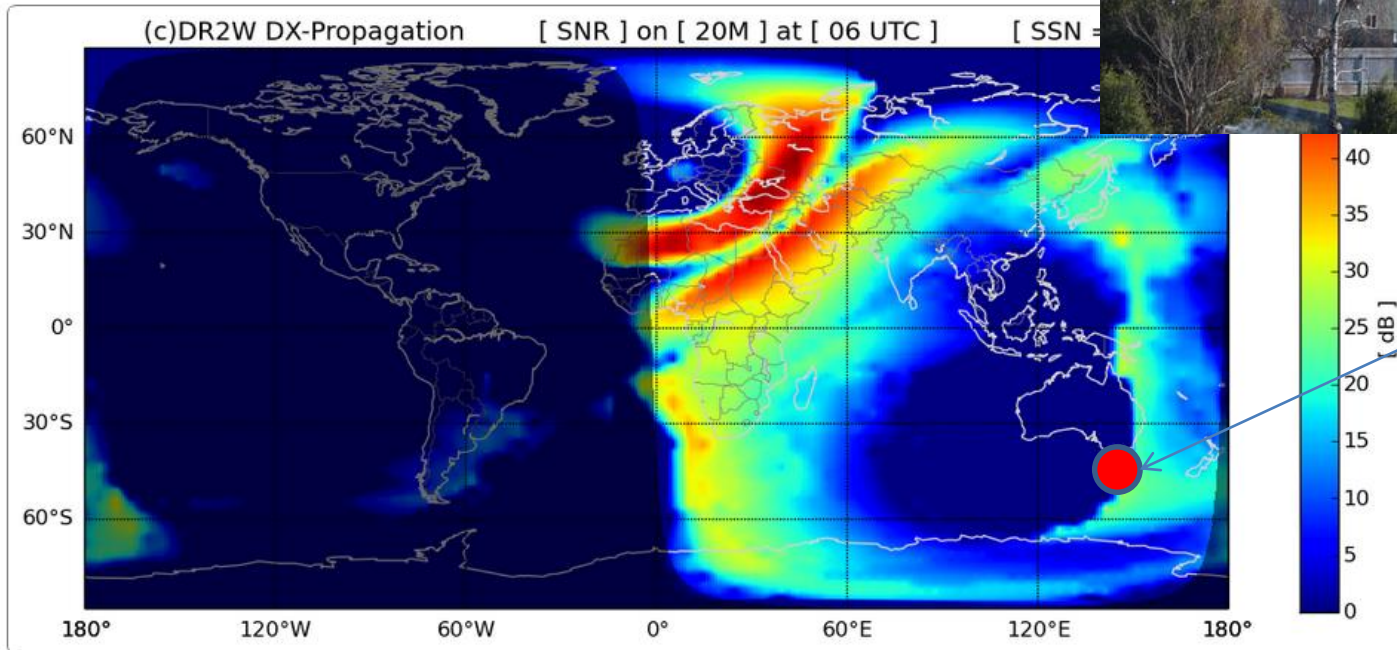 (c)DR2W DX-Propagation [ SNR ] on [ 20M ] at [ 06 UTC ] [ SSN =
60°N
30°N
0°
30°S
60°S
180° 120°W 60°W 0° 60°E 120°E 180°
40
35
30
25
20
15
10
5
0
[ dB ]